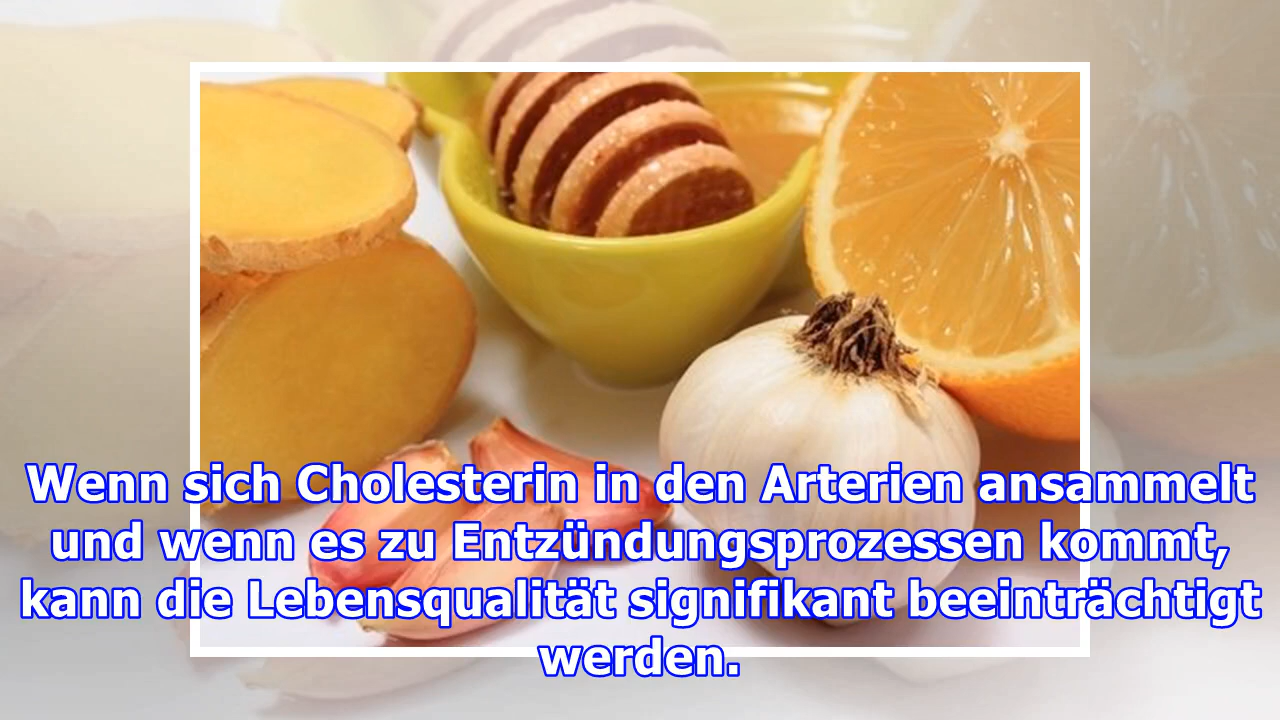 Wenn sich Cholesterin in den Arterien ansammelt
und wenn es zu Entzündungsprozessen kommt,
kann die Lebensqualität signifikant beeinträchtigt
werden.